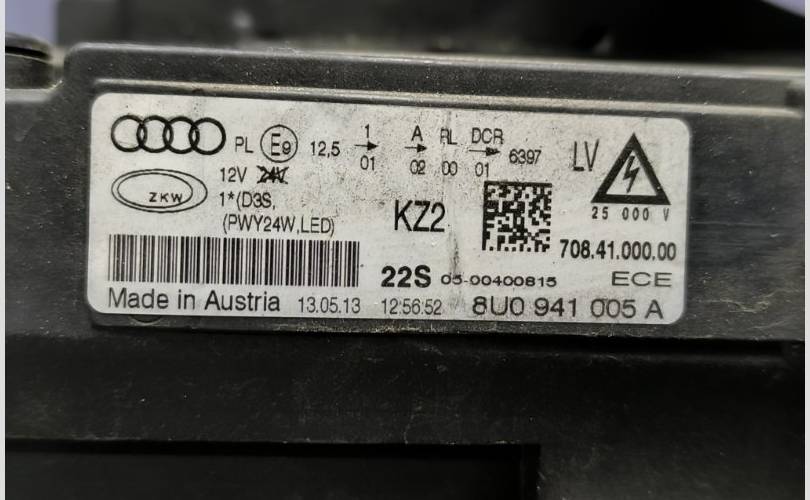 PL E9 12,5 1 01 A 02 RL 00 DCR 01 6397 LV
12V 24V
ZKW
1*(D3S,
(PWY24W,LED)
KZ2
25 000 V
708.41.000.00
22S 05-00400815 ECE
Made in Austria 13.05.13 12:56:52 8U0 941 005 A